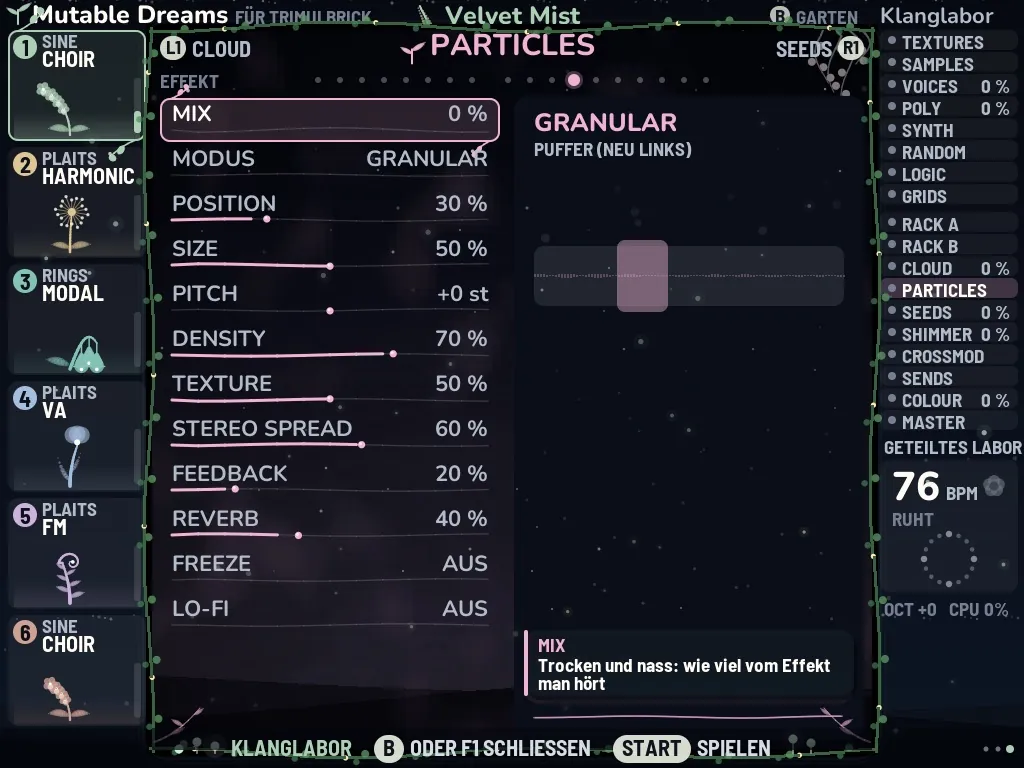 Mutable Dreams FÜR TRIMUI BRICK
Velvet Mist
B GARTEN
Klanglabor
1 SINE
CHOIR
2 PLAITS
HARMONIC
3 RINGS
MODAL
4 PLAITS
VA
5 PLAITS
FM
6 SINE
CHOIR
L1 CLOUD
PARTICLES
SEEDS R1
EFFEKT
MIX 0 %
MODUS GRANULAR
POSITION 30 %
SIZE 50 %
PITCH +0 st
DENSITY 70 %
TEXTURE 50 %
STEREO SPREAD 60 %
FEEDBACK 20 %
REVERB 40 %
FREEZE AUS
LO-FI AUS
GRANULAR
PUFFER (NEU LINKS)
MIX
Trocken und nass: wie viel vom Effekt
man hört
TEXTURES
SAMPLES
VOICES 0 %
POLY 0 %
SYNTH
RANDOM
LOGIC
GRIDS
RACK A
RACK B
CLOUD 0 %
PARTICLES
SEEDS 0 %
SHIMMER 0 %
CROSSMOD
SENDS
COLOUR 0 %
MASTER
GETEILTES LABOR
76 BPM
RUHT
OCT +0 CPU 0%
KLANGLABOR B ODER F1 SCHLIESSEN START SPIELEN